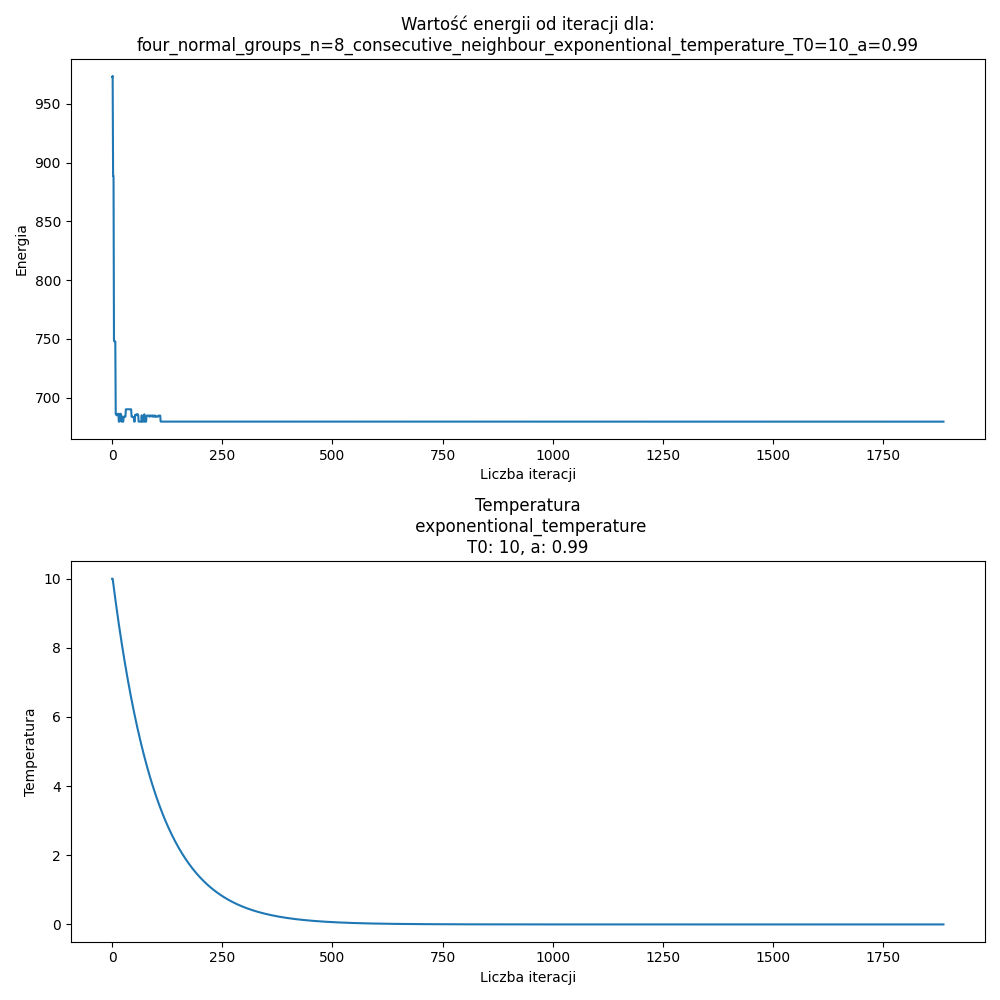 Wartość energii od iteracji dla:
four_normal_groups_n=8_consecutive_neighbour_exponentional_temperature_T0=10_a=0.99
950
900
850
800
750
700
Energia
0 250 500 750 1000 1250 1500 1750
Liczba iteracji
Temperatura
exponentional_temperature
T0: 10, a: 0.99
10
8
6
4
2
0
Temperatura
0 250 500 750 1000 1250 1500 1750
Liczba iteracji